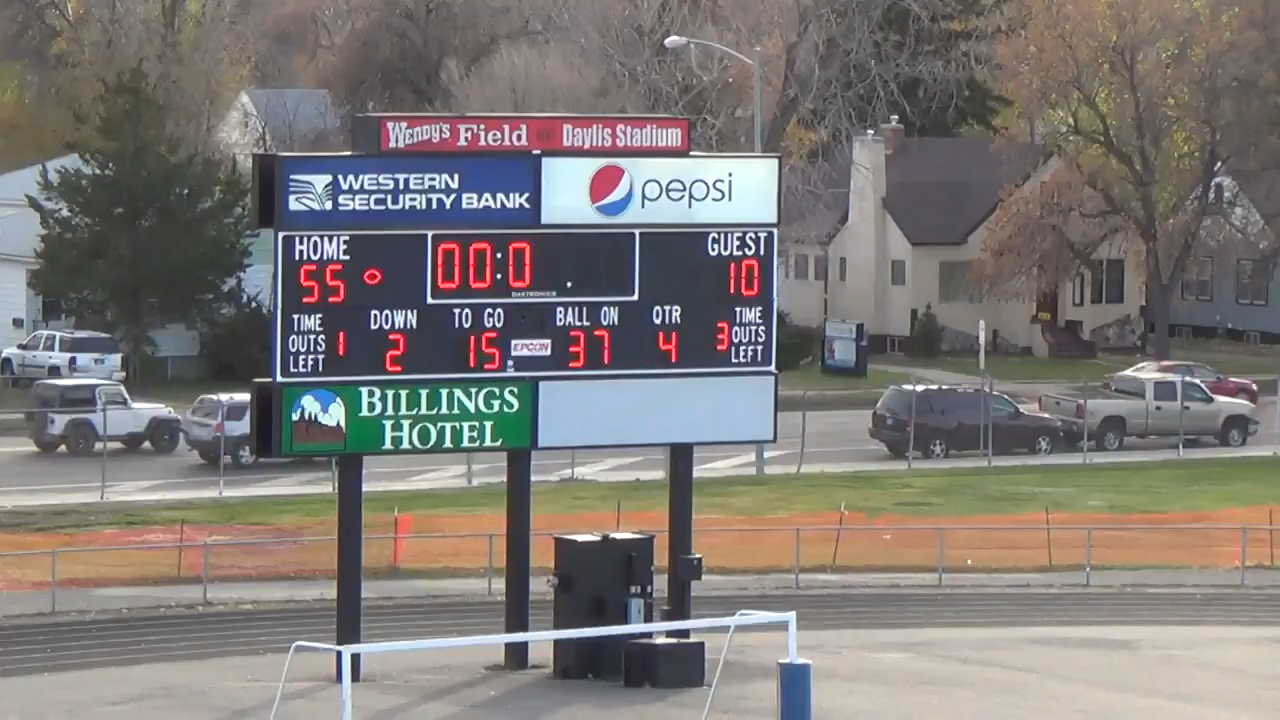 Wendy's Field Daylis Stadium
WESTERN
SECURITY BANK
pepsi
HOME
55
00:0
DAKTRONICS
GUEST
10
TIME
OUTS
LEFT
1
DOWN
2
TO GO
15
EPCON
BALL ON
37
QTR
4
3
TIME
OUTS
LEFT
BILLINGS
HOTEL